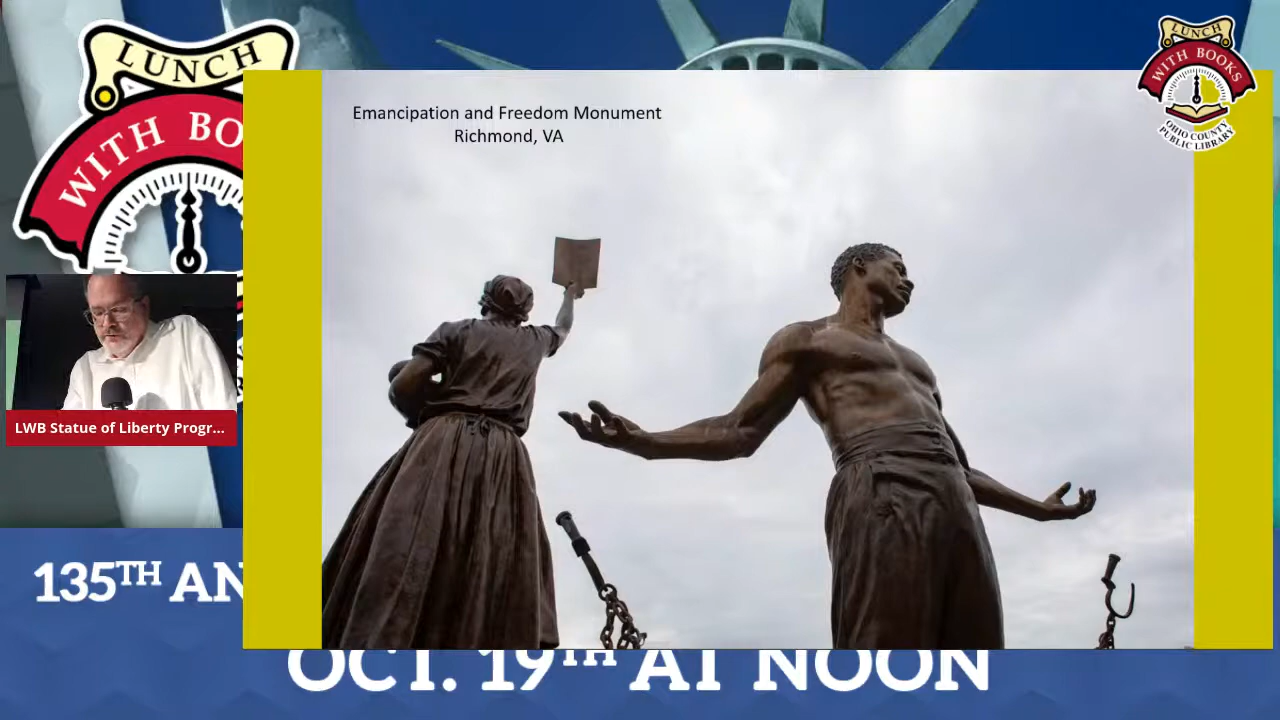 LUNCH
WITH BO
LUNCH
WITH BOOKS
OHIO COUNTY
PUBLIC LIBRARY
Emancipation and Freedom Monument
Richmond, VA
LWB Statue of Liberty Progr...
135TH AN
OCT. 19TH AT NOON